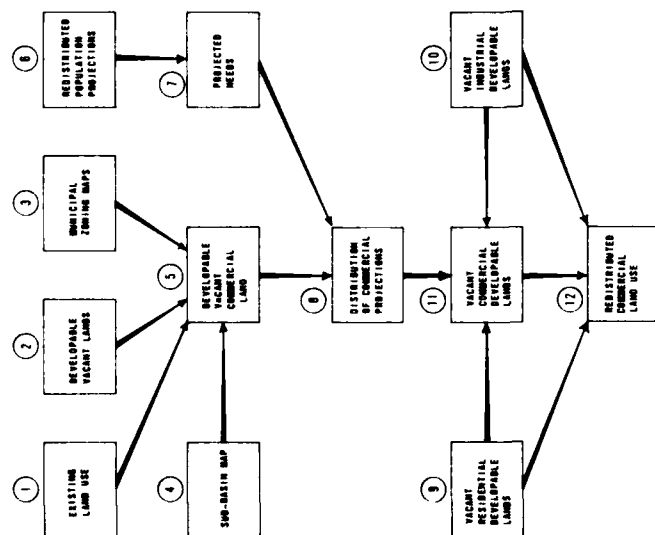 1
EXISTING
LAND USE
2
DEVELOPABLE
VACANT LANDS
3
MUNICIPAL
ZONING MAPS
6
REDISTRIBUTED
POPULATION
PROJECTIONS
4
SUB-BASIN MAP
5
DEVELOPABLE
VACANT
COMMERCIAL
LAND
7
PROJECTED
NEEDS
8
DISTRIBUTION
OF COMMERCIAL
PROJECTIONS
9
VACANT
RESIDENTIAL
DEVELOPABLE
LANDS
11
VACANT
COMMERCIAL
DEVELOPABLE
LANDS
10
VACANT
INDUSTRIAL
DEVELOPABLE
LANDS
12
REDISTRIBUTED
COMMERCIAL
LAND USE